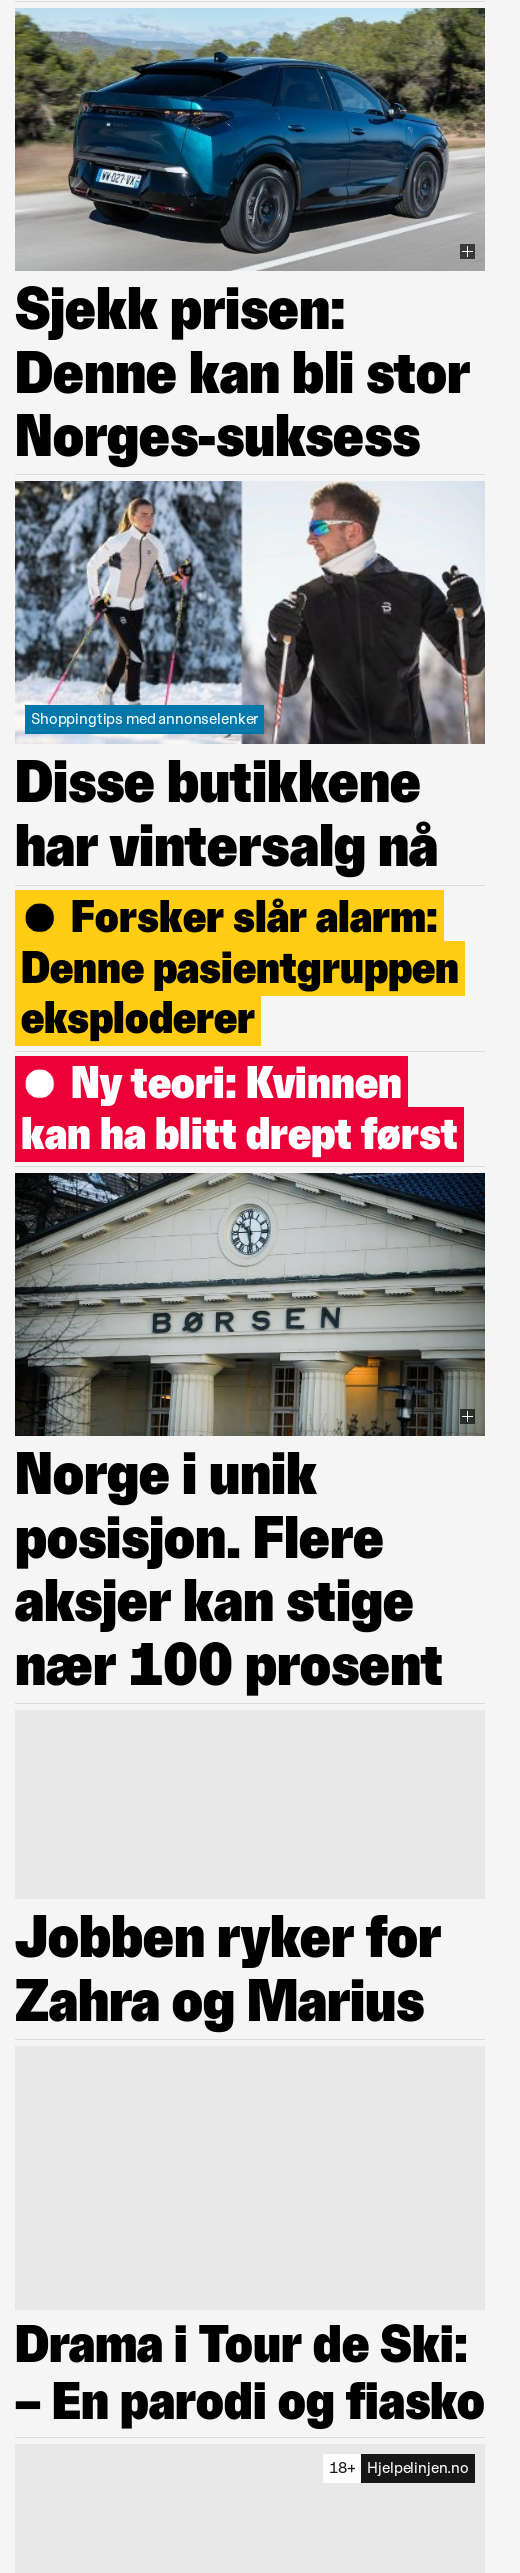 WW 027-VX
Sjekk prisen:
Denne kan bli stor
Norges-suksess
Shoppingtips med annonselenker
Disse butikkene
har vintersalg nå
Forsker slår alarm:
Denne pasientgruppen
eksploderer
Ny teori: Kvinnen
kan ha blitt drept først
BØRSEN
Norge i unik
posisjon. Flere
aksjer kan stige
nær 100 prosent
Jobben ryker for
Zahra og Marius
Drama i Tour de Ski:
– En parodi og fiasko
18+ Hjelpelinjen.no